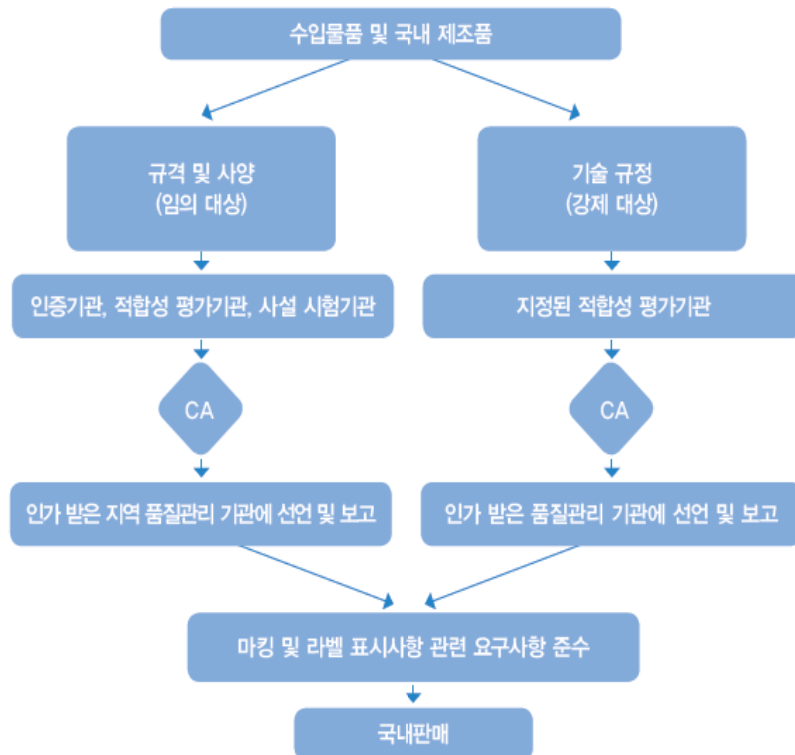 수입물품 및 국내 제조품
규격 및 사양
(임의 대상)
기술 규정
(강제 대상)
인증기관, 적합성 평가기관, 사설 시험기관
지정된 적합성 평가기관
CA
CA
인가 받은 지역 품질관리 기관에 선언 및 보고
인가 받은 품질관리 기관에 선언 및 보고
마킹 및 라벨 표시사항 관련 요구사항 준수
국내판매